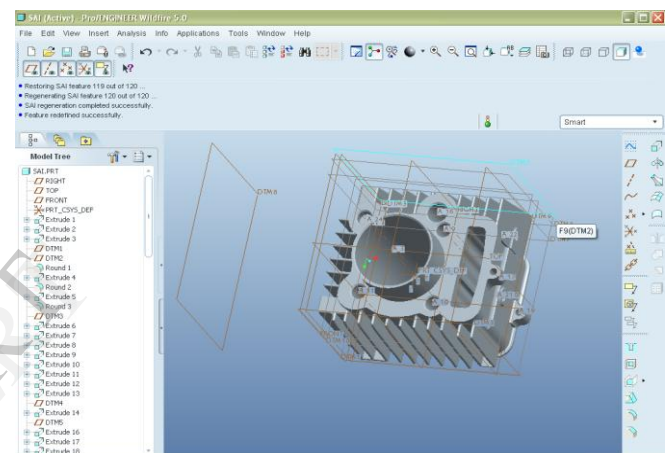 SAI (Active) - Pro/ENGINEER Wildfire 5.0
File Edit View Insert Analysis Info Applications Tools Window Help
Restoring SAI feature 119 out of 120 ...
Regenerating SAI feature 120 out of 120 ...
SAI regeneration completed successfully.
Feature redefined successfully.
Smart
Model Tree
SAI.PRT
RIGHT
TOP
FRONT
PRT_CSYS_DEF
Extrude 1
Extrude 2
Extrude 3
DTM1
DTM2
Round 1
Extrude 4
Round 2
Extrude 5
Round 3
DTM3
Extrude 6
Extrude 7
Extrude 8
Extrude 9
Extrude 10
Extrude 11
Extrude 12
Extrude 13
DTM4
Extrude 14
DTM5
Extrude 16
Extrude 17
Extrude 18
F9(DTM2)